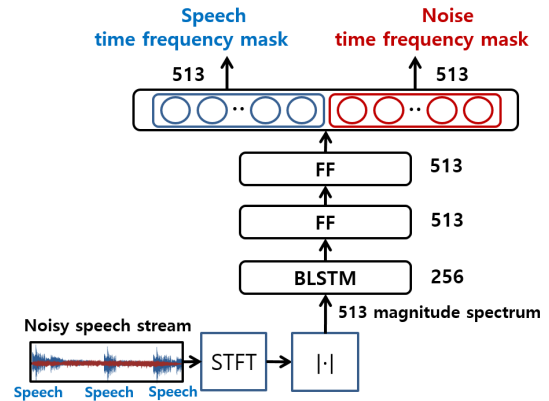 Speech
time frequency mask
Noise
time frequency mask
513
513
FF
513
FF
513
BLSTM
256
513 magnitude spectrum
Noisy speech stream
STFT
|·|
Speech
Speech
Speech